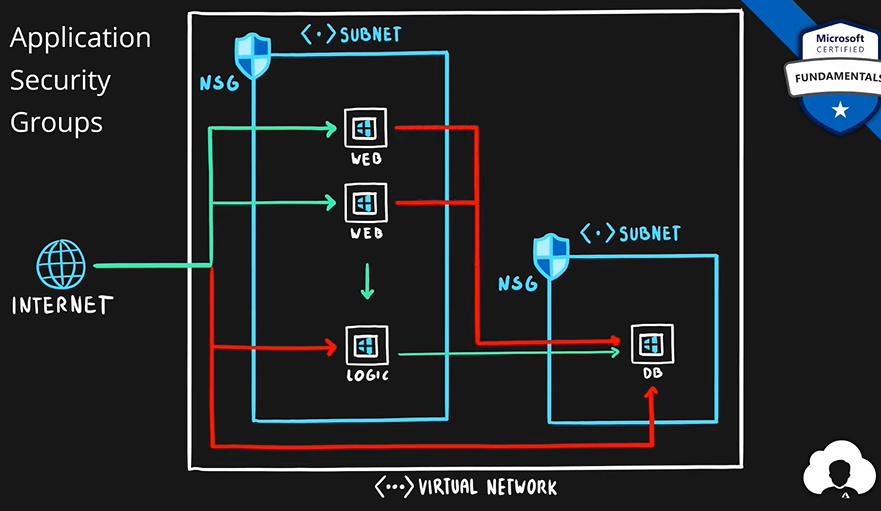 Application
Security
Groups
<·> SUBNET
NSG
WEB
WEB
LOGIC
INTERNET
<·> SUBNET
NSG
DB
<···> VIRTUAL NETWORK
Microsoft
CERTIFIED
FUNDAMENTALS